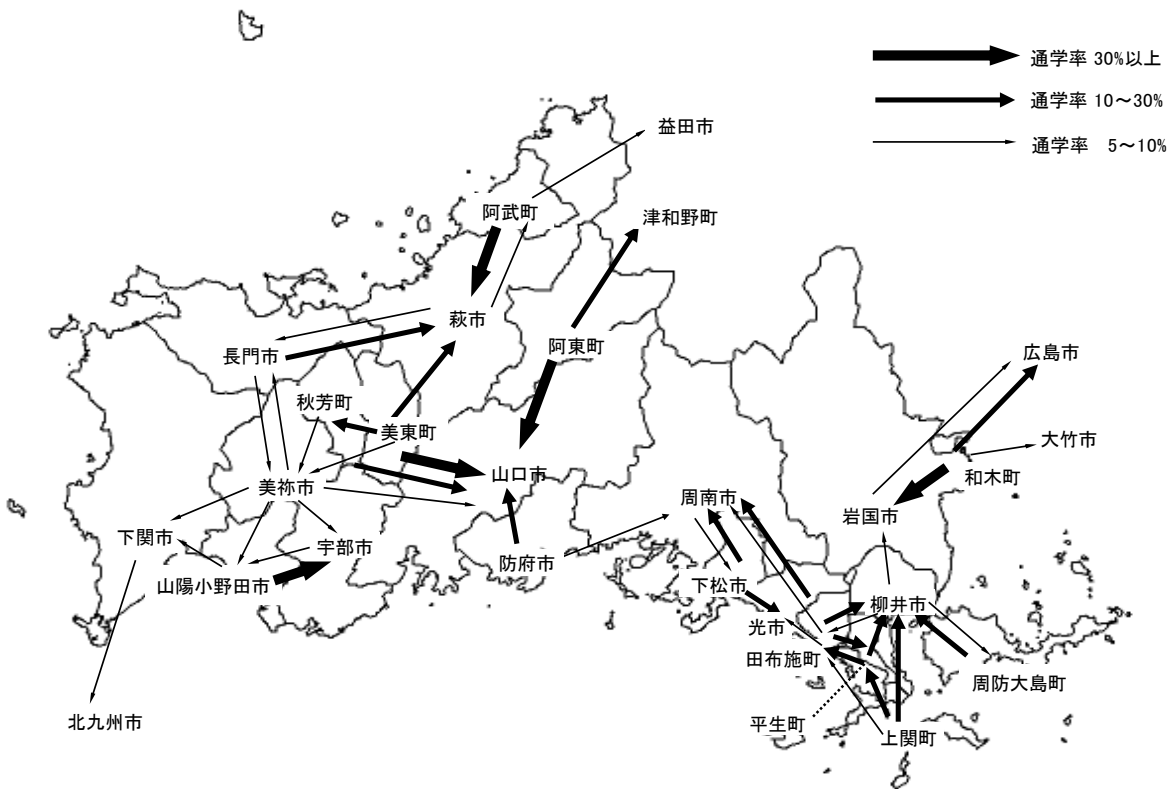 通学率 30%以上
通学率 10～30%
通学率 5～10%
益田市
阿武町
津和野町
萩市
阿東町
長門市
広島市
秋芳町
美東町
大竹市
山口市
和木町
美祢市
周南市
岩国市
下関市
宇部市
防府市
山陽小野田市
下松市
柳井市
光市
田布施町
周防大島町
北九州市
平生町
上関町